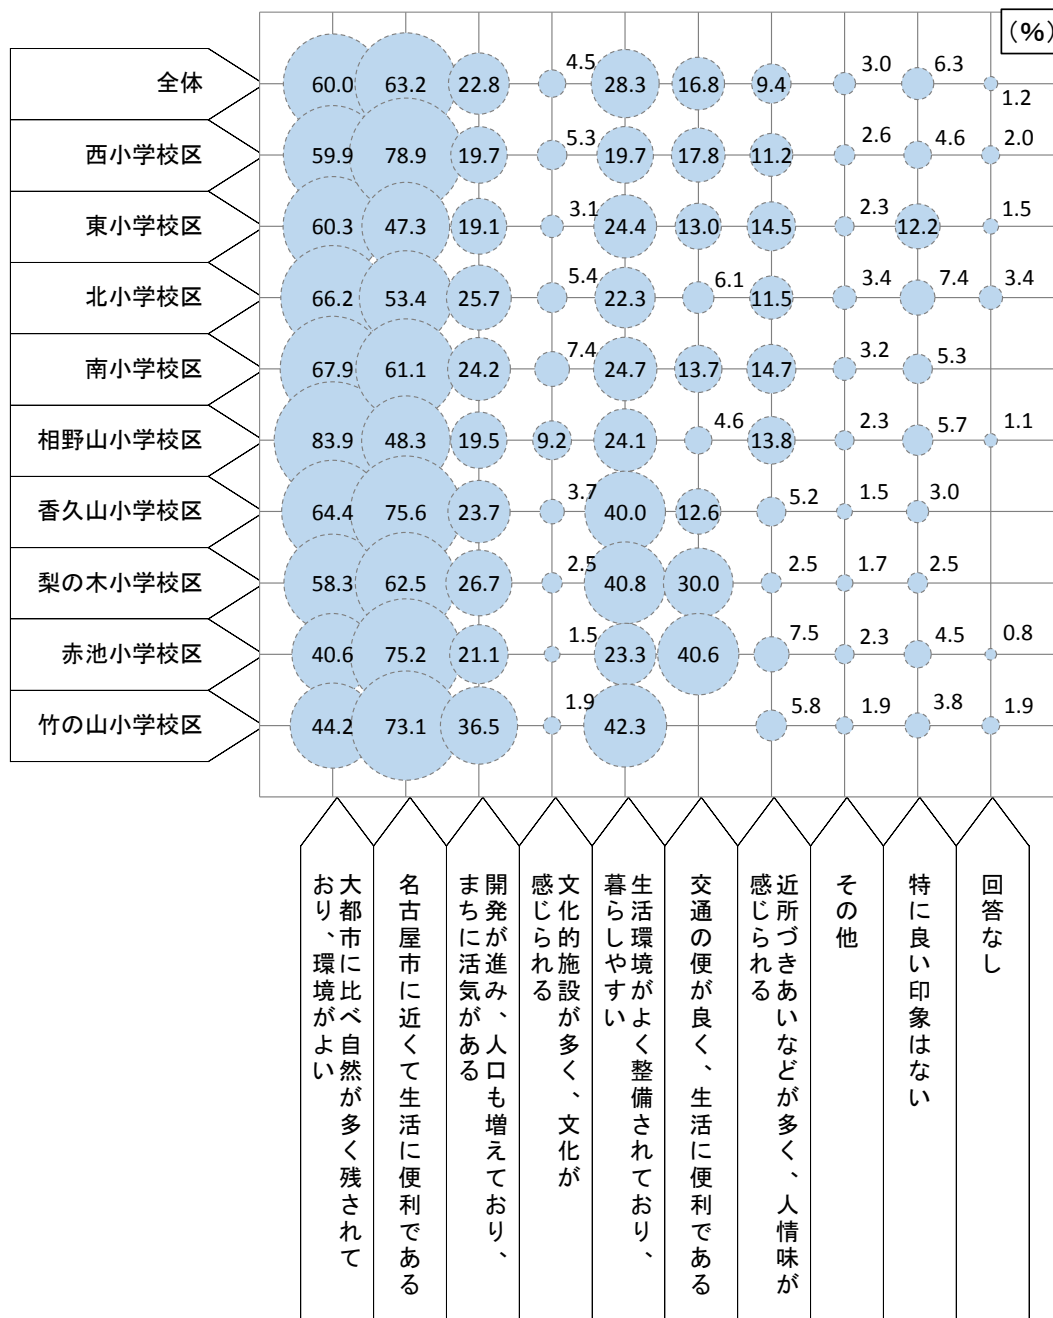 (%)
全体
60.0 63.2 22.8 4.5 28.3 16.8 9.4 3.0 6.3 1.2
西小学校区
59.9 78.9 19.7 5.3 19.7 17.8 11.2 2.6 4.6 2.0
東小学校区
60.3 47.3 19.1 3.1 24.4 13.0 14.5 2.3 12.2 1.5
北小学校区
66.2 53.4 25.7 5.4 22.3 6.1 11.5 3.4 7.4 3.4
南小学校区
67.9 61.1 24.2 7.4 24.7 13.7 14.7 3.2 5.3
相野山小学校区
83.9 48.3 19.5 9.2 24.1 4.6 13.8 2.3 5.7 1.1
香久山小学校区
64.4 75.6 23.7 3.7 40.0 12.6 5.2 1.5 3.0
梨の木小学校区
58.3 62.5 26.7 2.5 40.8 30.0 2.5 1.7 2.5
赤池小学校区
40.6 75.2 21.1 1.5 23.3 40.6 7.5 2.3 4.5 0.8
竹の山小学校区
44.2 73.1 36.5 1.9 42.3 5.8 1.9 3.8 1.9
大都市に比べ自然が多く残されて
おり、環境がよい
名古屋市に近くて生活に便利である
開発が進み、人口も増えており、
まちに活気がある
文化的施設が多く、文化が
感じられる
生活環境がよく整備されており、
暮らしやすい
交通の便が良く、生活に便利である
近所づきあいなどが多く、人情味が
感じられる
その他
特に良い印象はない
回答なし